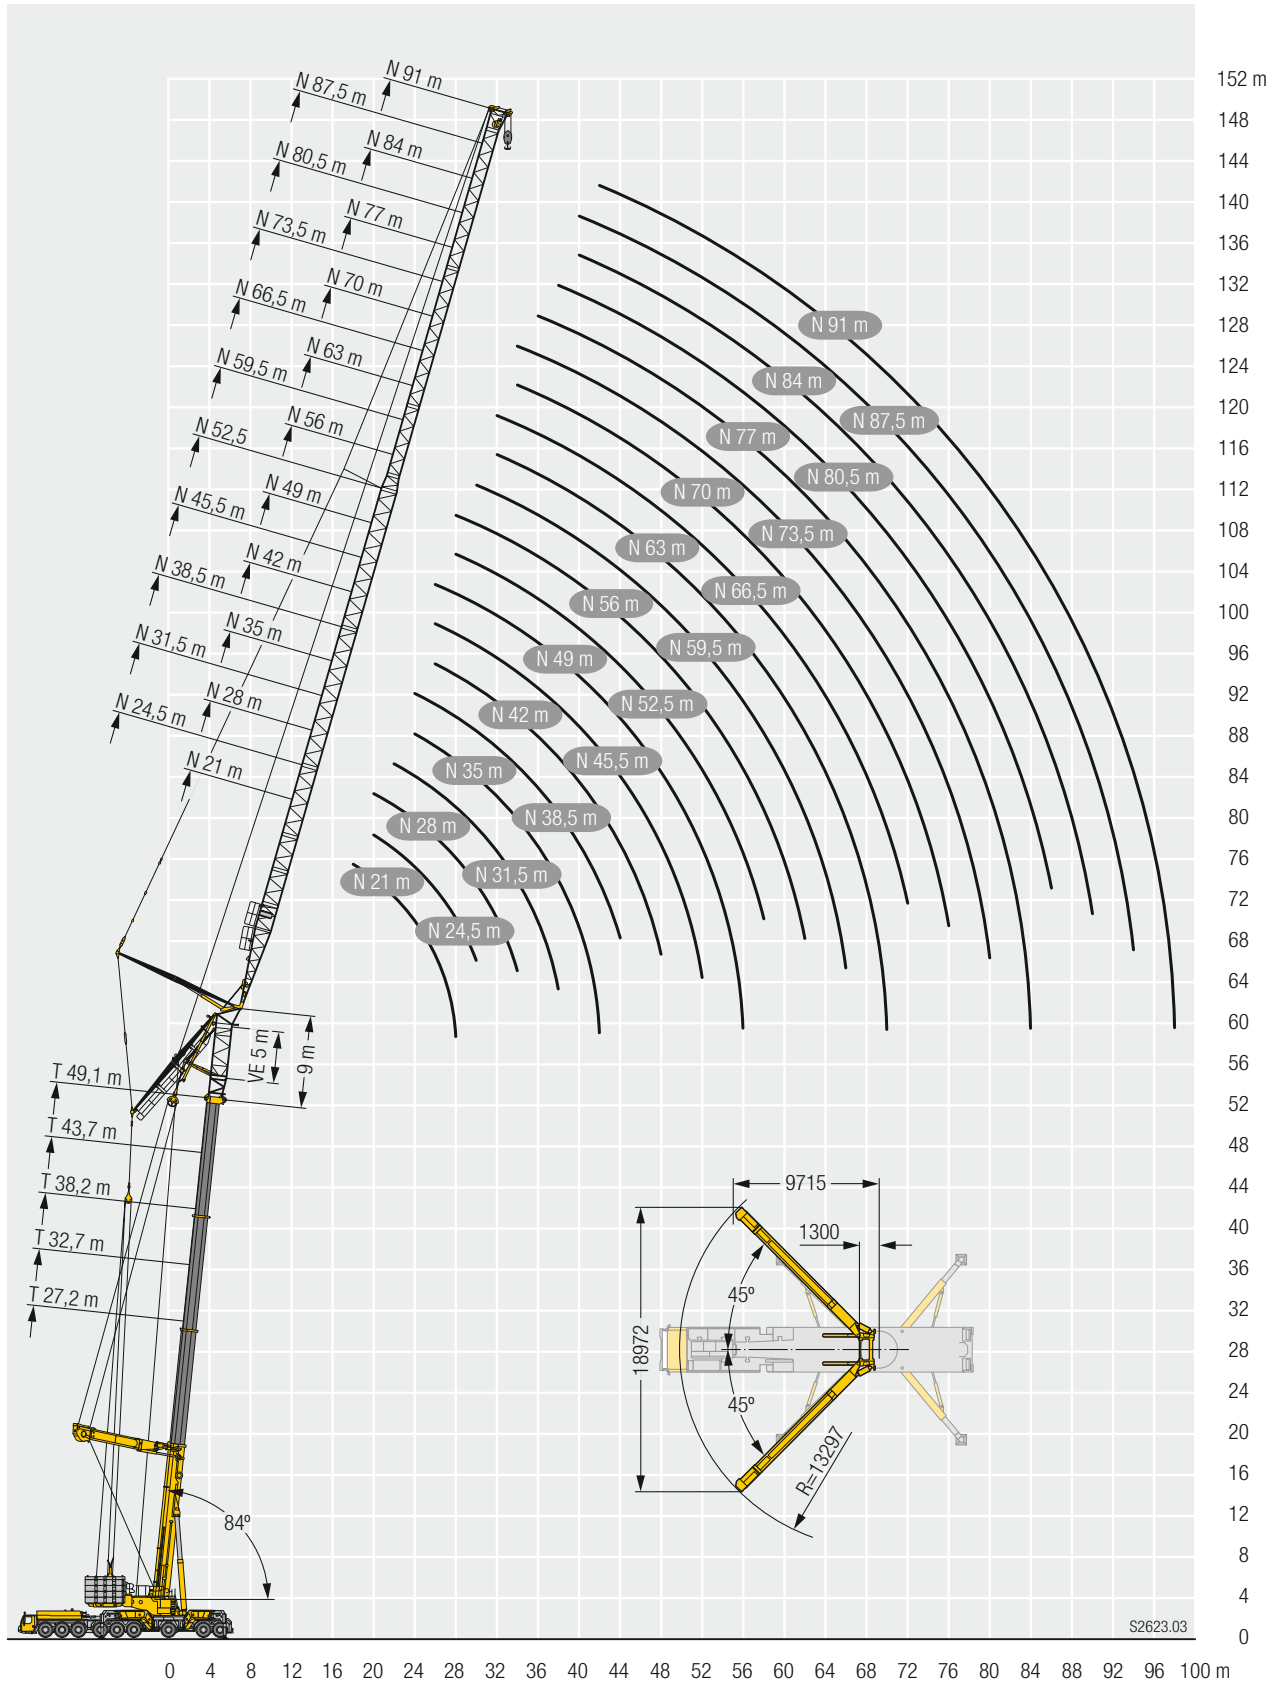 N 91 m
152 m
N 87,5 m
148
N 84 m
144
N 80,5 m
140
N 77 m
136
N 73,5 m
132
N 70 m
128
N 66,5 m
N 91 m
124
N 63 m
N 59,5 m
N 84 m
120
N 56 m
N 87,5 m
116
N 52,5
N 77 m
112
N 49 m
N 70 m
N 80,5 m
108
N 45,5 m
N 63 m
N 73,5 m
104
N 42 m
N 38,5 m
N 56 m
N 66,5 m
100
N 35 m
N 31,5 m
N 49 m
N 59,5 m
96
N 28 m
N 24,5 m
N 42 m
N 52,5 m
92
88
N 21 m
N 35 m
N 45,5 m
84
N 28 m
N 38,5 m
80
N 21 m
N 31,5 m
76
72
N 24,5 m
68
64
60
VE 5 m
9 m
56
T 49,1 m
52
T 43,7 m
48
T 38,2 m
9715
44
T 32,7 m
1300
40
36
T 27,2 m
45º
32
18972
28
45º
24
R=13297
20
16
84º
12
8
4
S2623.03
0
0 4 8 12 16 20 24 28 32 36 40 44 48 52 56 60 64 68 72 76 80 84 88 92 96 100 m